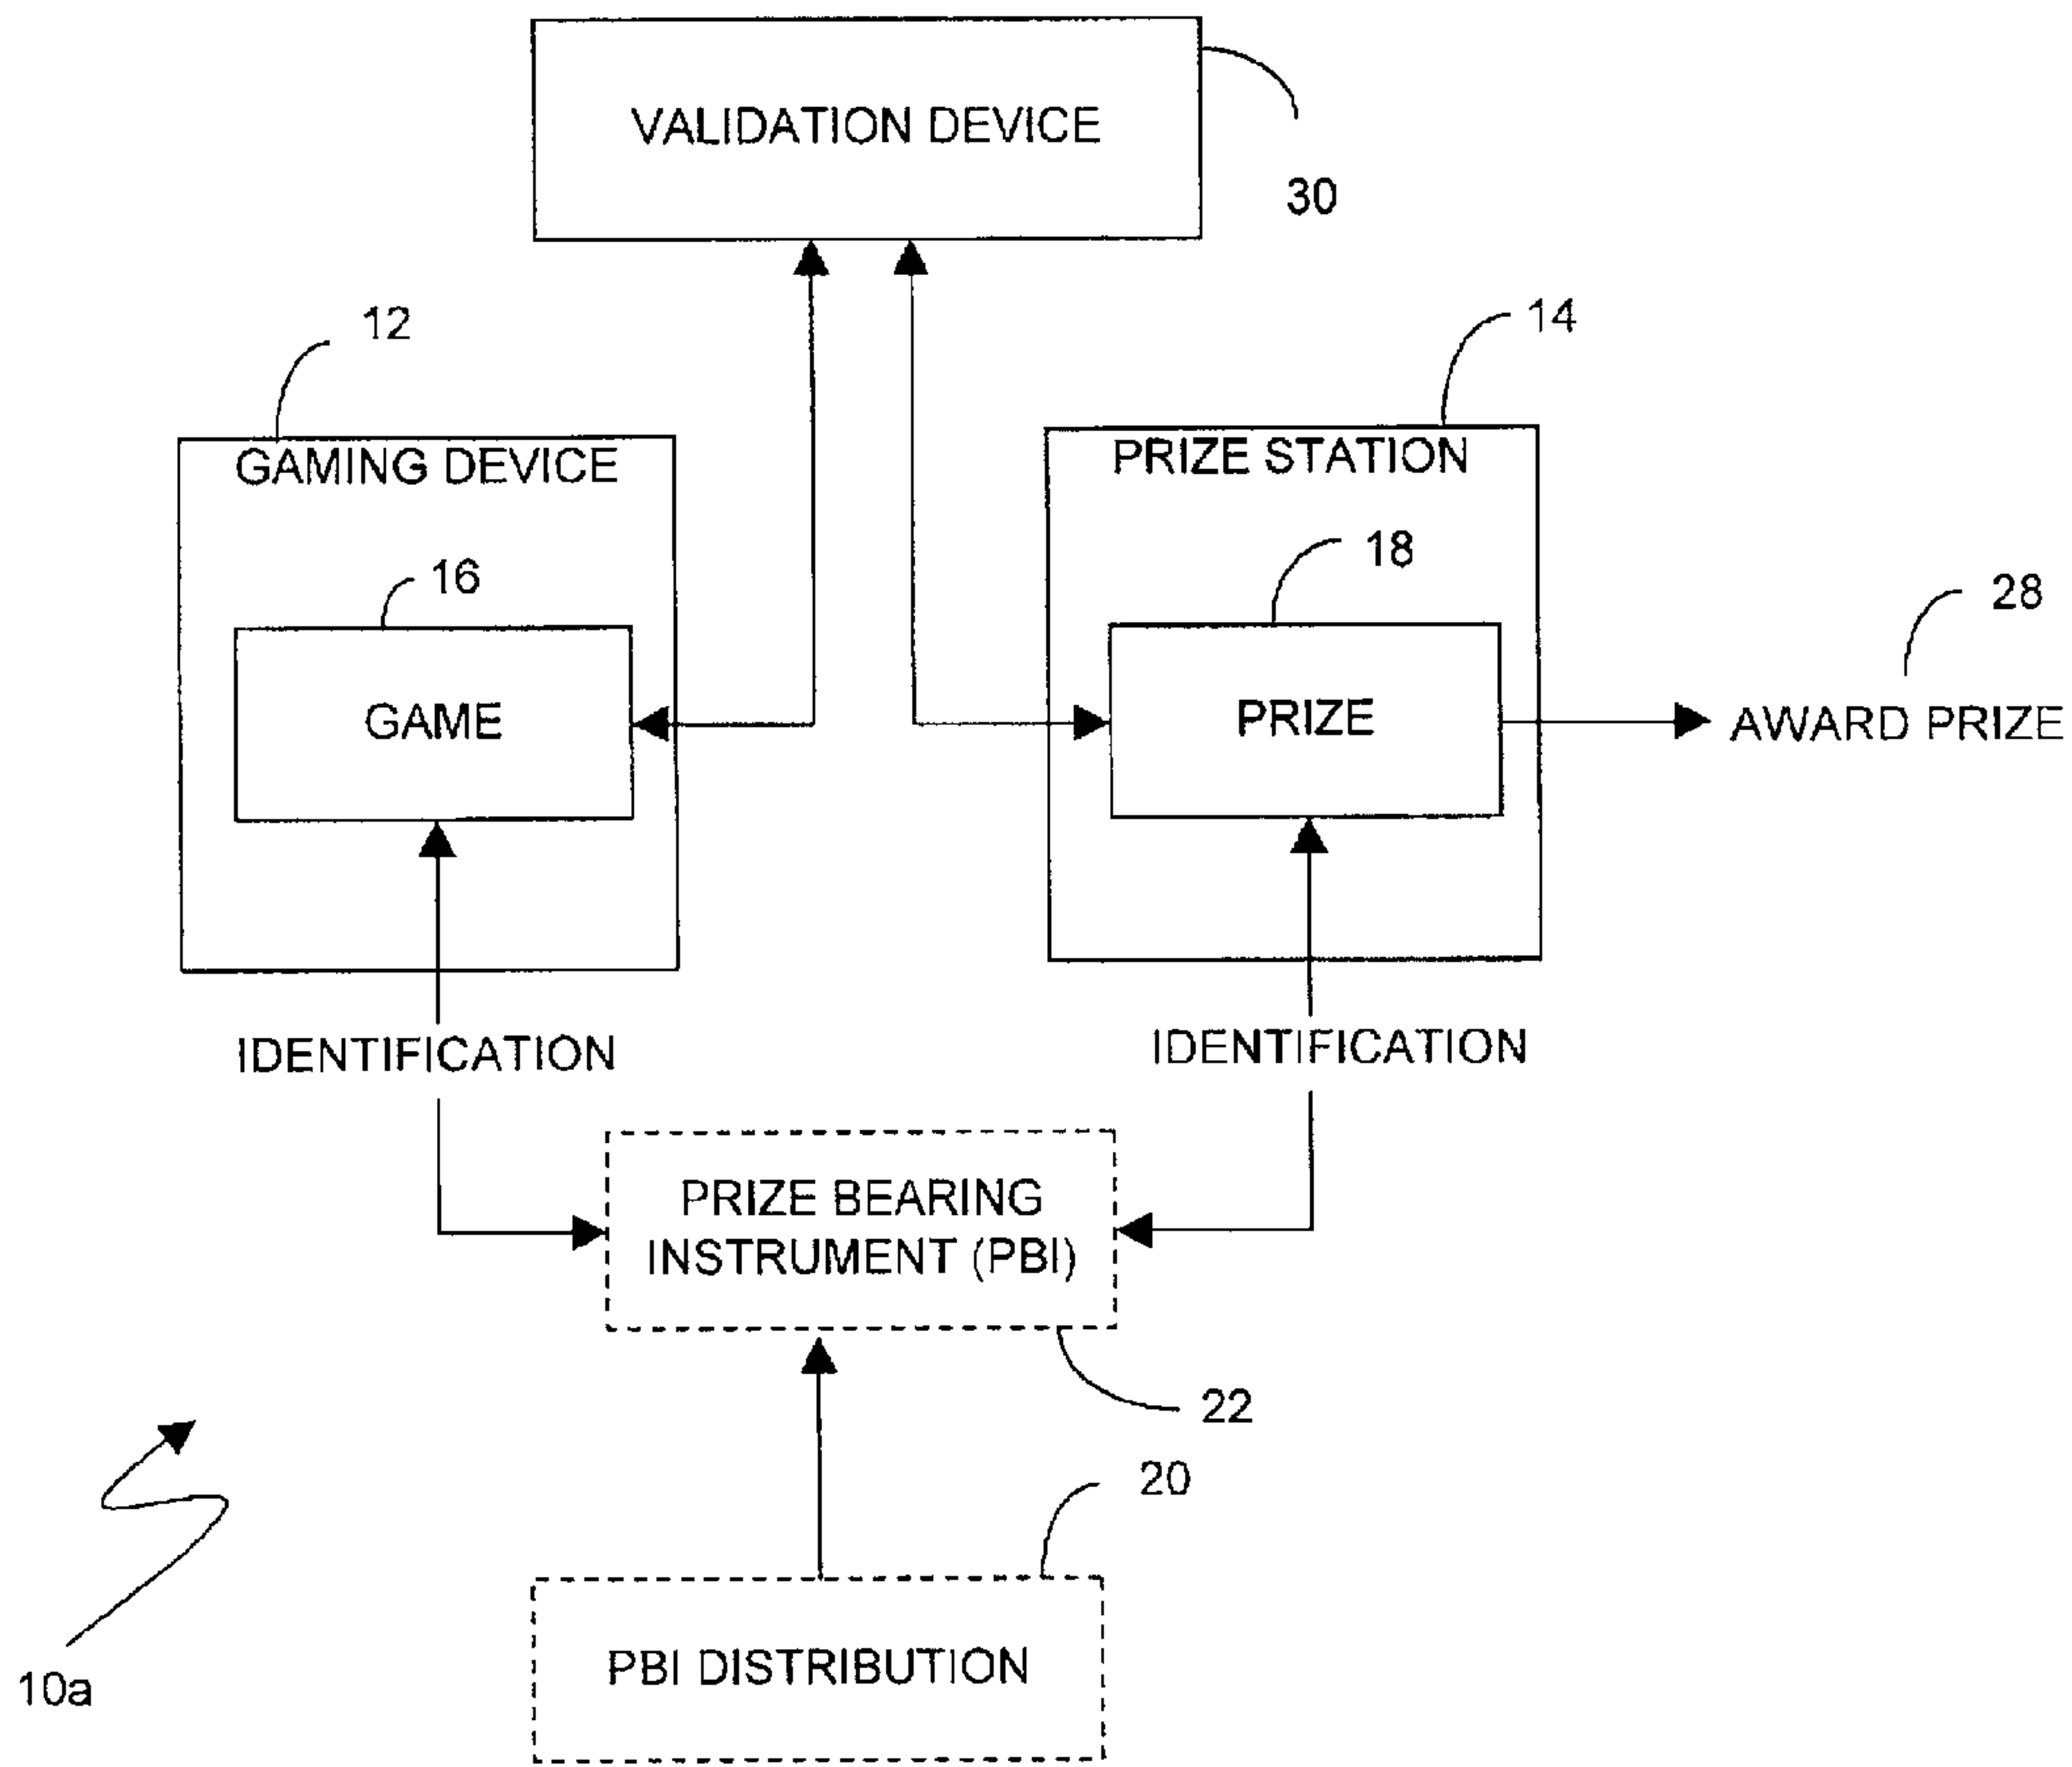 VALIDATION DEVICE
30
12
14
GAMING DEVICE
PRIZE STATION
16
18
28
GAME
PRIZE
AWARD PRIZE
IDENTIFICATION
IDENTIFICATION
PRIZE BEARING
INSTRUMENT (PBI)
22
20
PBI DISTRIBUTION
10a